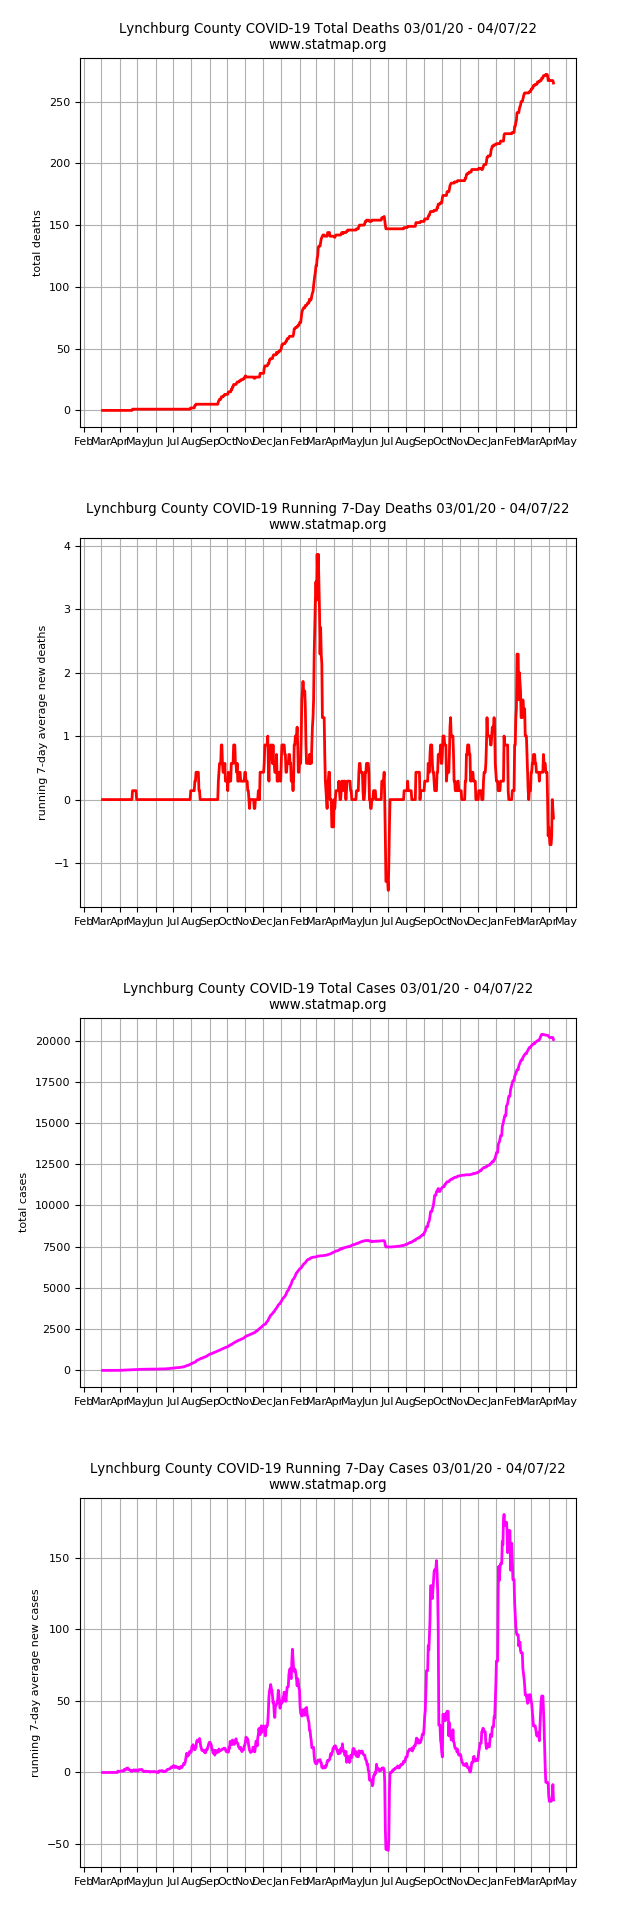 Lynchburg County COVID-19 Total Deaths 03/01/20 - 04/07/22
www.statmap.org
total deaths
250
200
150
100
50
0
Feb Mar Apr May Jun Jul Aug Sep Oct Nov Dec Jan Feb Mar Apr May Jun Jul Aug Sep Oct Nov Dec Jan Feb Mar Apr May
Lynchburg County COVID-19 Running 7-Day Deaths 03/01/20 - 04/07/22
www.statmap.org
running 7-day average new deaths
4
3
2
1
0
−1
Feb Mar Apr May Jun Jul Aug Sep Oct Nov Dec Jan Feb Mar Apr May Jun Jul Aug Sep Oct Nov Dec Jan Feb Mar Apr May
Lynchburg County COVID-19 Total Cases 03/01/20 - 04/07/22
www.statmap.org
total cases
20000
17500
15000
12500
10000
7500
5000
2500
0
Feb Mar Apr May Jun Jul Aug Sep Oct Nov Dec Jan Feb Mar Apr May Jun Jul Aug Sep Oct Nov Dec Jan Feb Mar Apr May
Lynchburg County COVID-19 Running 7-Day Cases 03/01/20 - 04/07/22
www.statmap.org
running 7-day average new cases
150
100
50
0
−50
Feb Mar Apr May Jun Jul Aug Sep Oct Nov Dec Jan Feb Mar Apr May Jun Jul Aug Sep Oct Nov Dec Jan Feb Mar Apr May